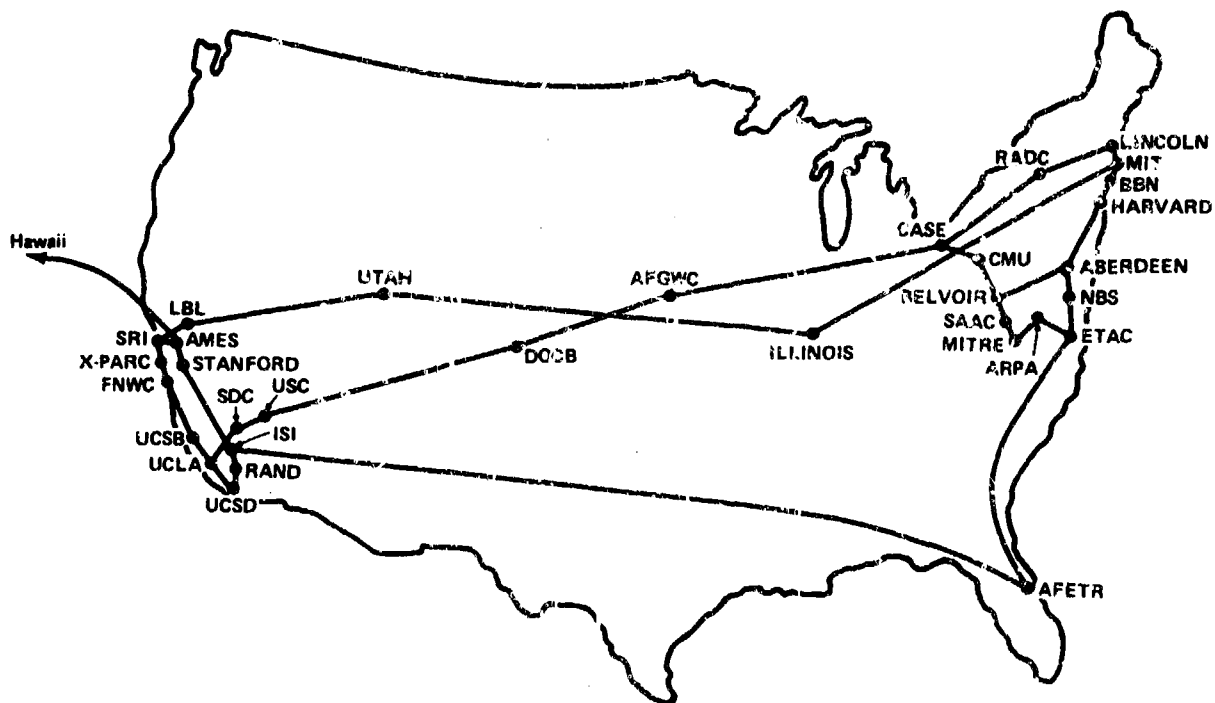 LINCOLN
RADC
MIT
BBN
HARVARD
CASE
Hawaii
CMU
ABERDEEN
UTAH
AFGWC
BELVOIR
NBS
LBL
SAAC
SRI
AMES
MITRE
ETAC
X-PARC
STANFORD
DOCB
ILLINOIS
ARPA
FNWC
SDC
USC
UCSB
ISI
UCLA
RAND
UCSD
AFETR